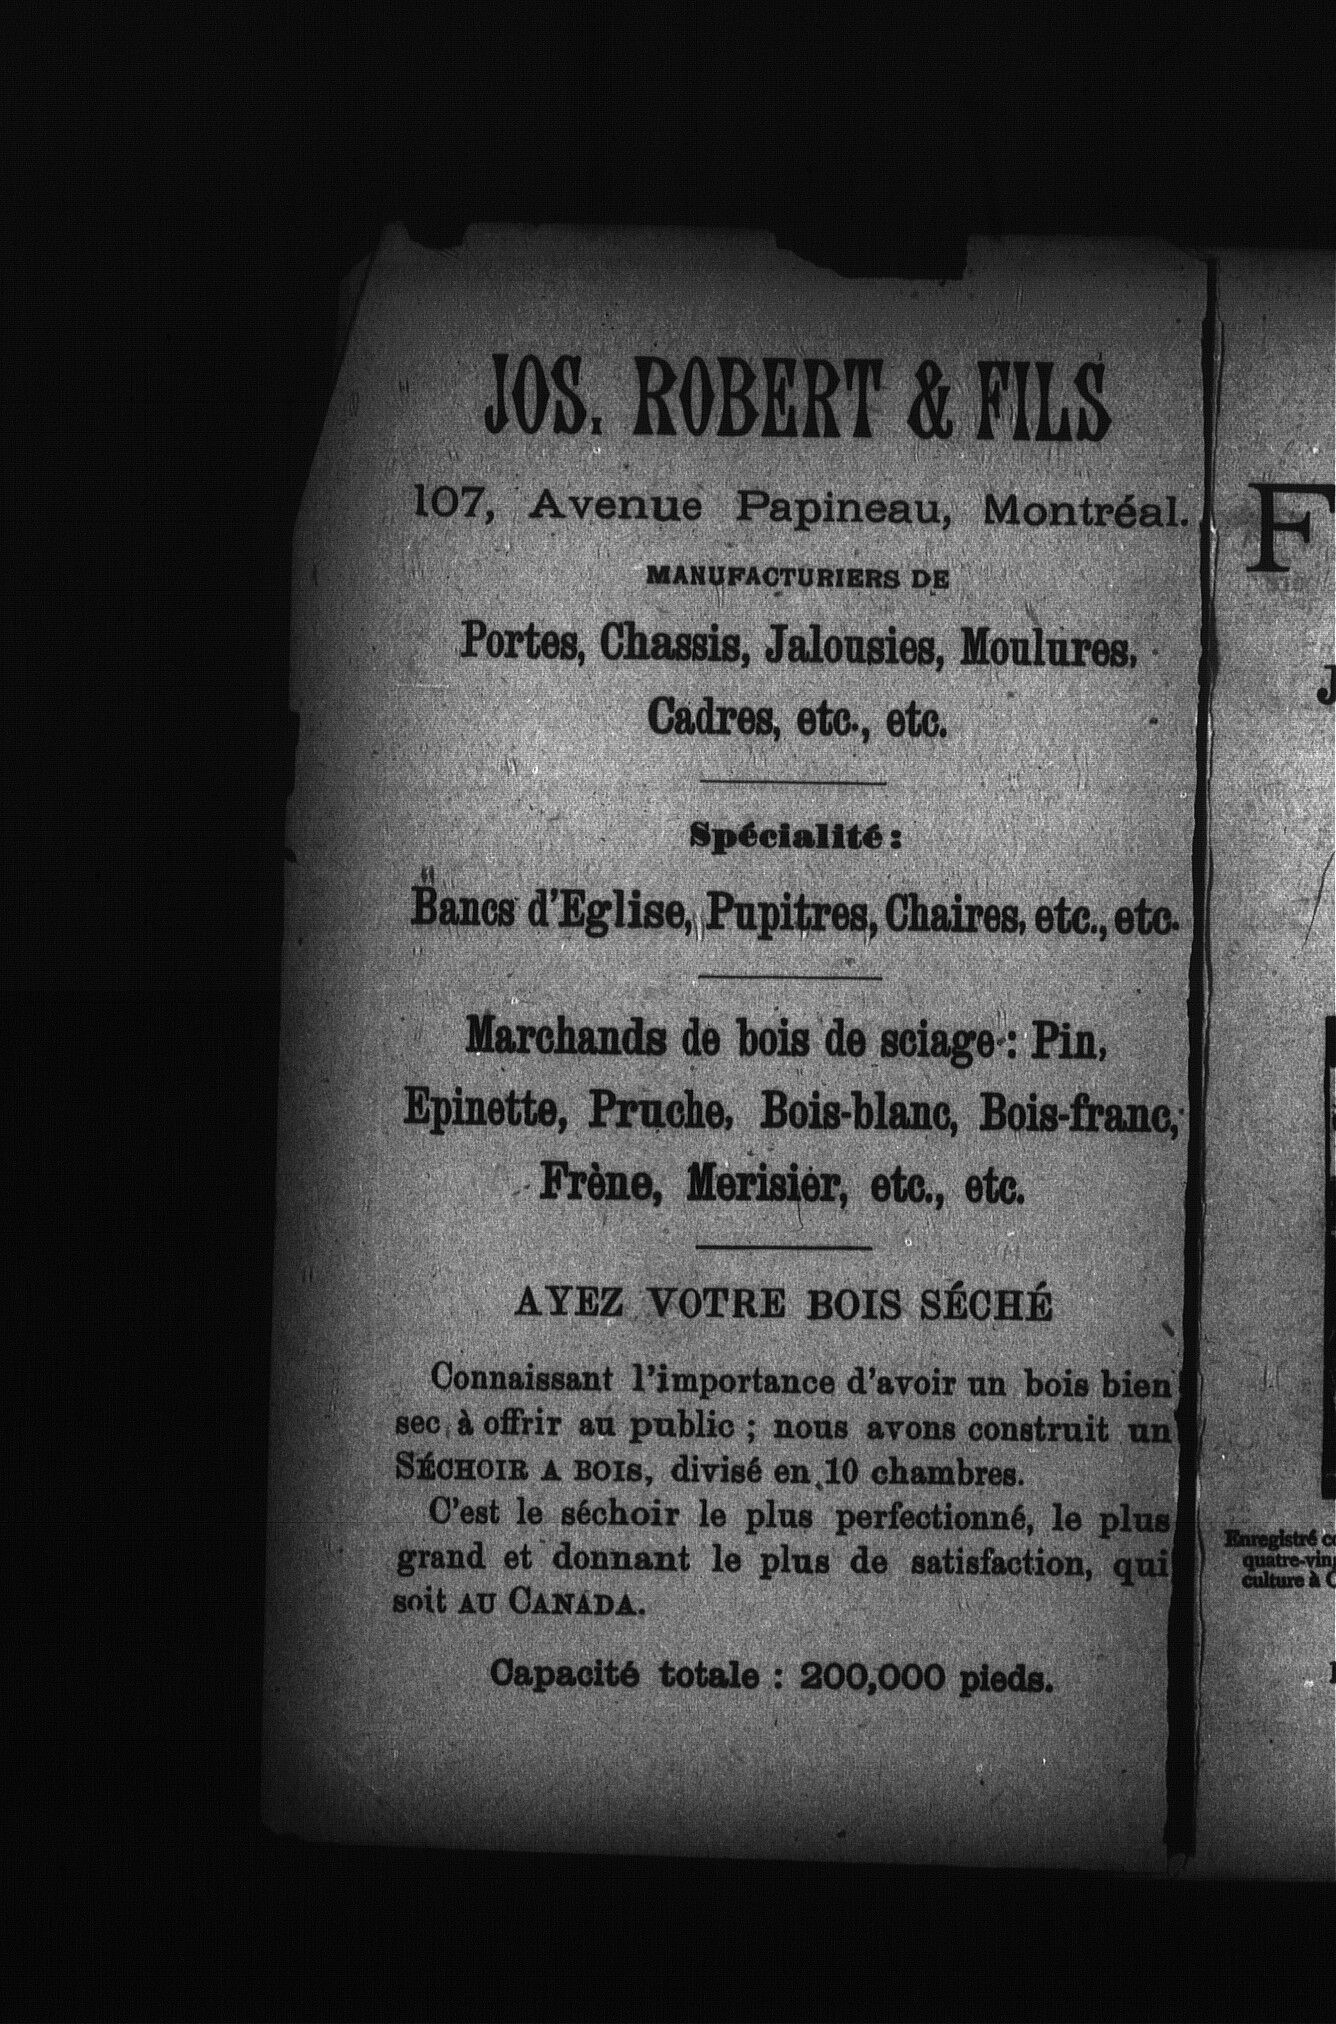 JOS. ROBERT & FILS
107, Avenue Papineau, Montréal.
MANUFACTURIERS DE
Portes, Chassis, Jalousies, Moulures,
Cadres, etc., etc.
Spécialité :
Bancs d'Eglise, Pupitres, Chaires, etc., etc.
Marchands de bois de sciage : Pin,
Epinette, Pruche, Bois-blanc, Bois-franc,
Frène, Merisier, etc., etc.
AYEZ VOTRE BOIS SÉCHÉ
Connaissant l'importance d'avoir un bois bien
sec à offrir au public ; nous avons construit un
SÉCHOIR A BOIS, divisé en 10 chambres.
C'est le séchoir le plus perfectionné, le plus
grand et donnant le plus de satisfaction, qui
soit AU CANADA.
Capacité totale : 200,000 pieds.
F
J
Enregistré
culture à